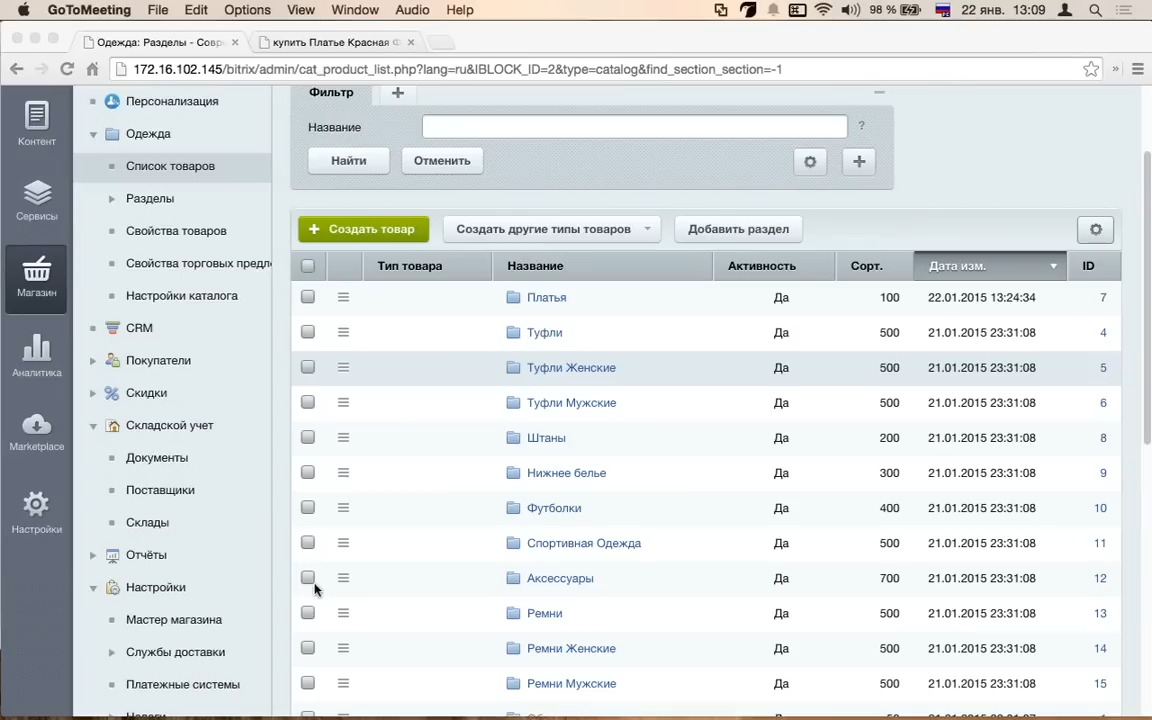 GoToMeeting File Edit Options View Window Audio Help 98 % 22 янв. 13:09
Одежда: Разделы - Совр
купить Платье Красная Ф
172.16.102.145/bitrix/admin/cat_product_list.php?lang=ru&IBLOCK_ID=2&type=catalog&find_section_section=-1
Контент
Сервисы
Магазин
Аналитика
Marketplace
Настройки
Персонализация
Одежда
Список товаров
Разделы
Свойства товаров
Свойства торговых предло
Настройки каталога
CRM
Покупатели
Скидки
Складской учет
Документы
Поставщики
Склады
Отчёты
Настройки
Мастер магазина
Службы доставки
Платежные системы
Налоги
Фильтр
Название ?
Найти Отменить
Создать товар Создать другие типы товаров Добавить раздел
Тип товара Название Активность Сорт. Дата изм. ID
Платья Да 100 22.01.2015 13:24:34 7
Туфли Да 500 21.01.2015 23:31:08 4
Туфли Женские Да 500 21.01.2015 23:31:08 5
Туфли Мужские Да 500 21.01.2015 23:31:08 6
Штаны Да 200 21.01.2015 23:31:08 8
Нижнее белье Да 300 21.01.2015 23:31:08 9
Футболки Да 400 21.01.2015 23:31:08 10
Спортивная Одежда Да 500 21.01.2015 23:31:08 11
Аксессуары Да 700 21.01.2015 23:31:08 12
Ремни Да 500 21.01.2015 23:31:08 13
Ремни Женские Да 500 21.01.2015 23:31:08 14
Ремни Мужские Да 500 21.01.2015 23:31:08 15